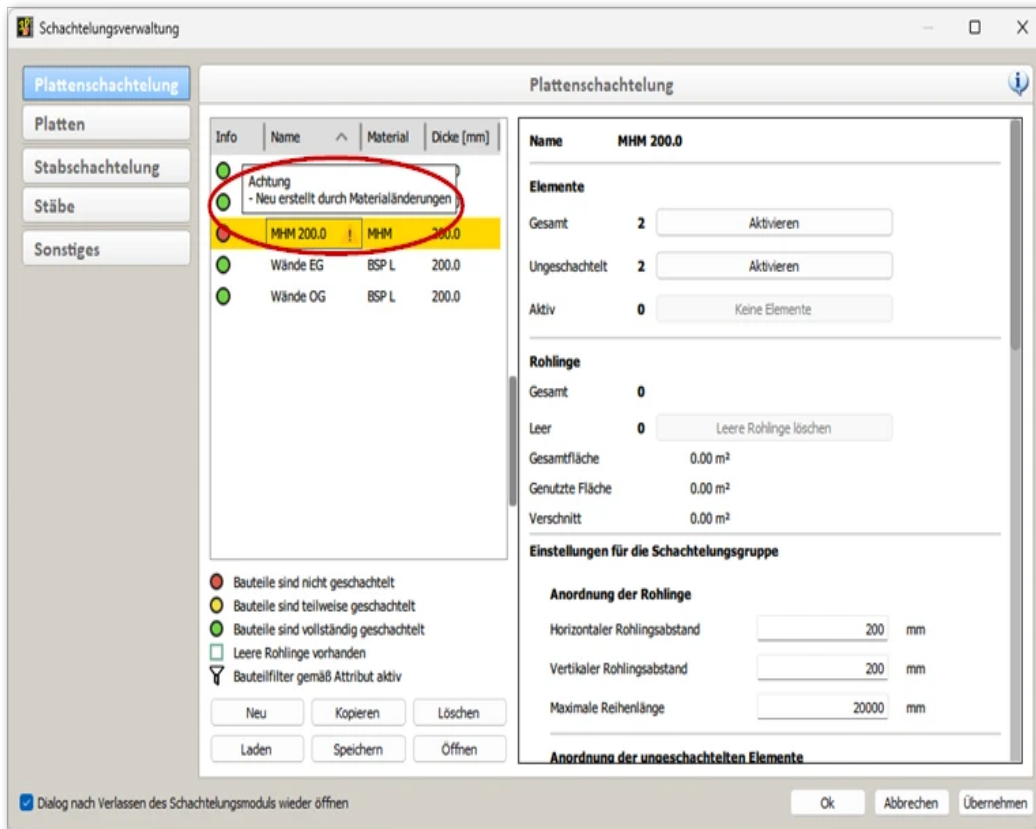 Schachtelungsverwaltung
Plattenschachtelung
Platten
Stabschachtelung
Stäbe
Sonstiges
Plattenschachtelung
Info Name Material Dicke [mm]
Achtung
- Neu erstellt durch Materialänderungen
MHM 200.0 ! MHM 200.0
Wände EG BSP L 200.0
Wände OG BSP L 200.0
Bauteile sind nicht geschachtelt
Bauteile sind teilweise geschachtelt
Bauteile sind vollständig geschachtelt
Leere Rohlinge vorhanden
Bauteilfilter gemäß Attribut aktiv
Neu Kopieren Löschen
Laden Speichern Öffnen
Name MHM 200.0
Elemente
Gesamt 2 Aktivieren
Ungeschachtelt 2 Aktivieren
Aktiv 0 Keine Elemente
Rohlinge
Gesamt 0
Leer 0 Leere Rohlinge löschen
Gesamtfläche 0.00 m²
Genutzte Fläche 0.00 m²
Verschnitt 0.00 m²
Einstellungen für die Schachtelungsgruppe
Anordnung der Rohlinge
Horizontaler Rohlingsabstand 200 mm
Vertikaler Rohlingsabstand 200 mm
Maximale Reihenlänge 20000 mm
Anordnung der ungeschachtelten Elemente
Dialog nach Verlassen des Schachtelungsmoduls wieder öffnen
Ok Abbrechen Übernehmen